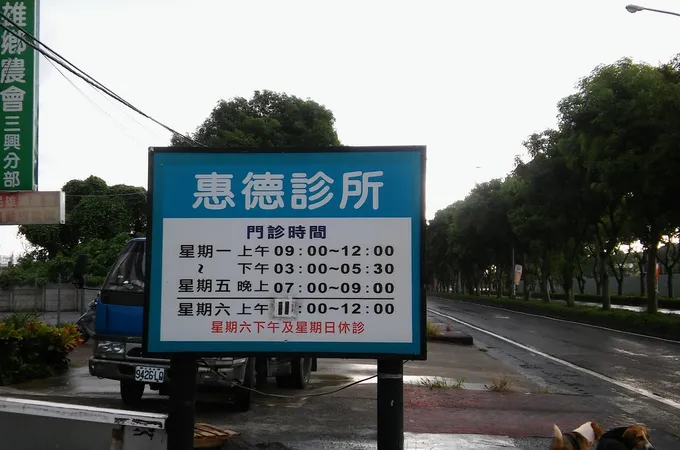 雄鄉農會三興分部
惠德診所
門診時間
星期一 上午 09:00~12:00
~ 下午 03:00~05:30
星期五 晚上 07:00~09:00
星期六 上午 :00~12:00
星期六下午及星期日休診
9426LQ